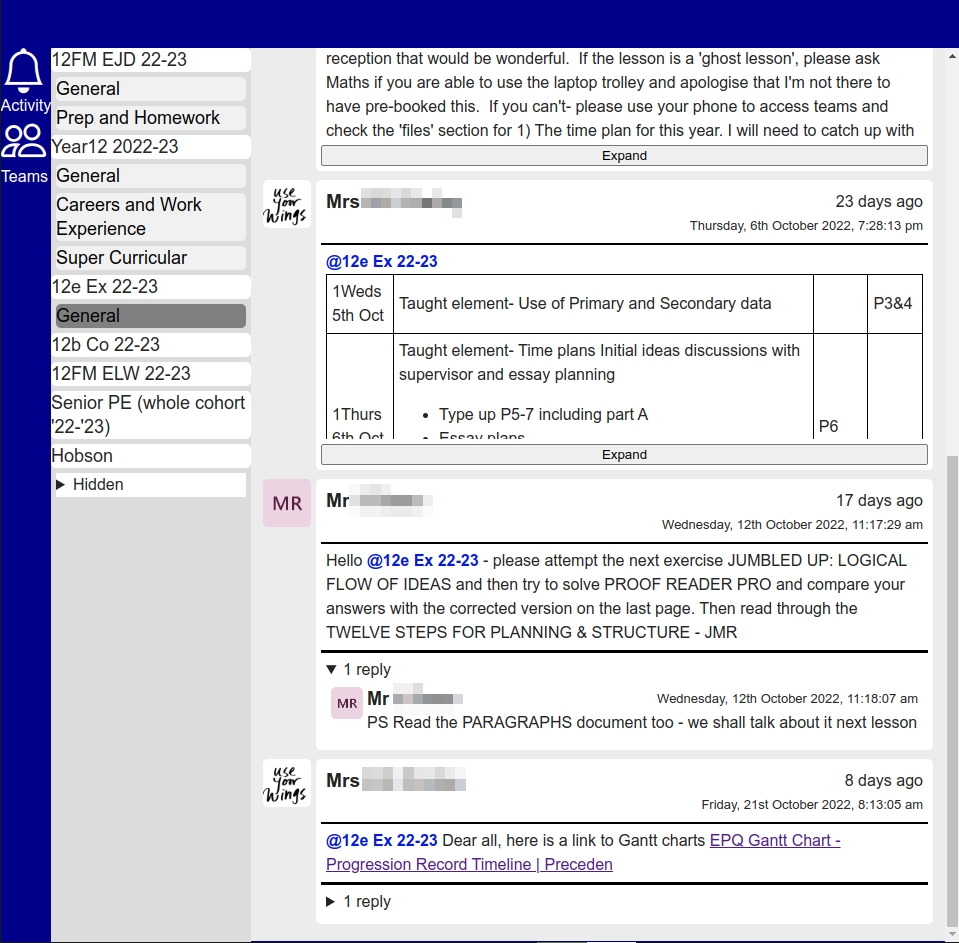 Activity
Teams
12FM EJD 22-23
General
Prep and Homework
Year12 2022-23
General
Careers and Work
Experience
Super Curricular
12e Ex 22-23
General
12b Co 22-23
12FM ELW 22-23
Senior PE (whole cohort
'22-'23)
Hobson
Hidden
reception that would be wonderful.  If the lesson is a 'ghost lesson', please ask
Maths if you are able to use the laptop trolley and apologise that I'm not there to
have pre-booked this.  If you can't- please use your phone to access teams and
check the 'files' section for 1) The time plan for this year. I will need to catch up with
Expand
use
your
wings
Mrs
23 days ago
Thursday, 6th October 2022, 7:28:13 pm
@12e Ex 22-23
1Weds
5th Oct
Taught element- Use of Primary and Secondary data
P3&4
1Thurs
6th Oct
Taught element- Time plans Initial ideas discussions with
supervisor and essay planning
• Type up P5-7 including part A
• Essay plans
P6
Expand
MR
Mr
17 days ago
Wednesday, 12th October 2022, 11:17:29 am
Hello @12e Ex 22-23 - please attempt the next exercise JUMBLED UP: LOGICAL
FLOW OF IDEAS and then try to solve PROOF READER PRO and compare your
answers with the corrected version on the last page. Then read through the
TWELVE STEPS FOR PLANNING & STRUCTURE - JMR
1 reply
MR
Mr
Wednesday, 12th October 2022, 11:18:07 am
PS Read the PARAGRAPHS document too - we shall talk about it next lesson
use
your
wings
Mrs
8 days ago
Friday, 21st October 2022, 8:13:05 am
@12e Ex 22-23 Dear all, here is a link to Gantt charts EPQ Gantt Chart -
Progression Record Timeline | Preceden
1 reply